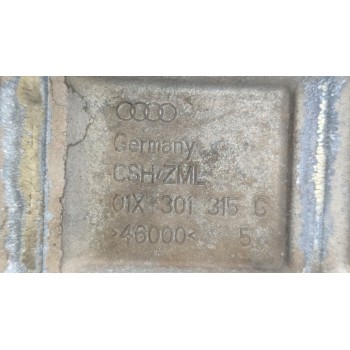 Germany
CSH/ZML
01X 301 315 G
>46000< 5